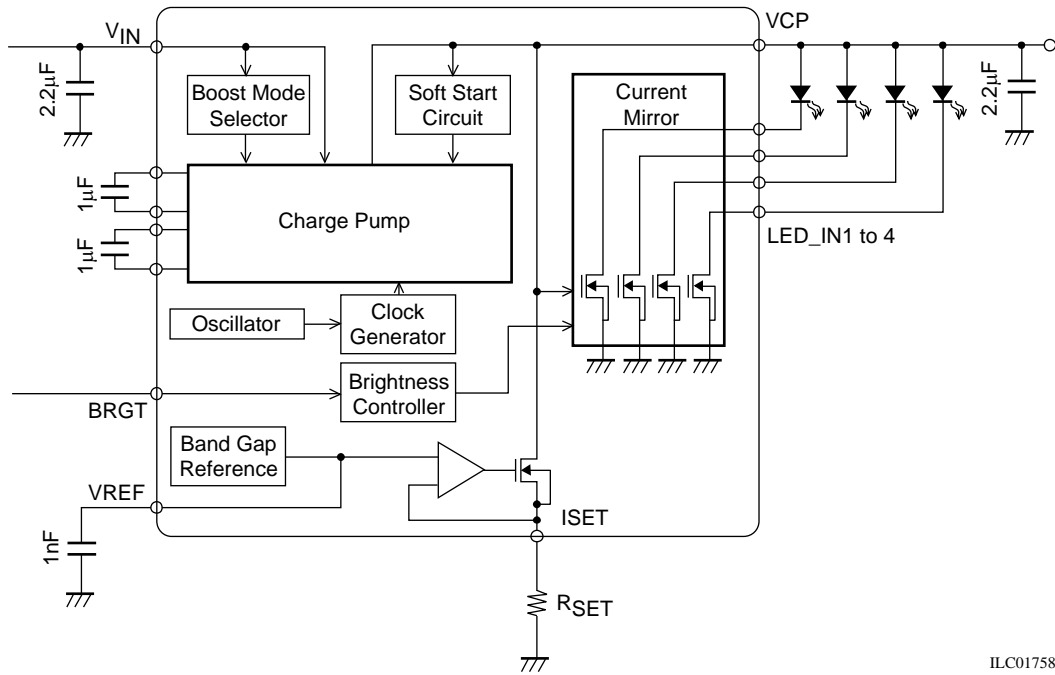 VIN
VCP
2.2μF
Boost Mode
Selector
Soft Start
Circuit
Current
Mirror
2.2μF
1μF
1μF
Charge Pump
LED_IN1 to 4
Oscillator
Clock
Generator
BRGT
Brightness
Controller
Band Gap
Reference
VREF
ISET
1nF
RSET
ILC01758